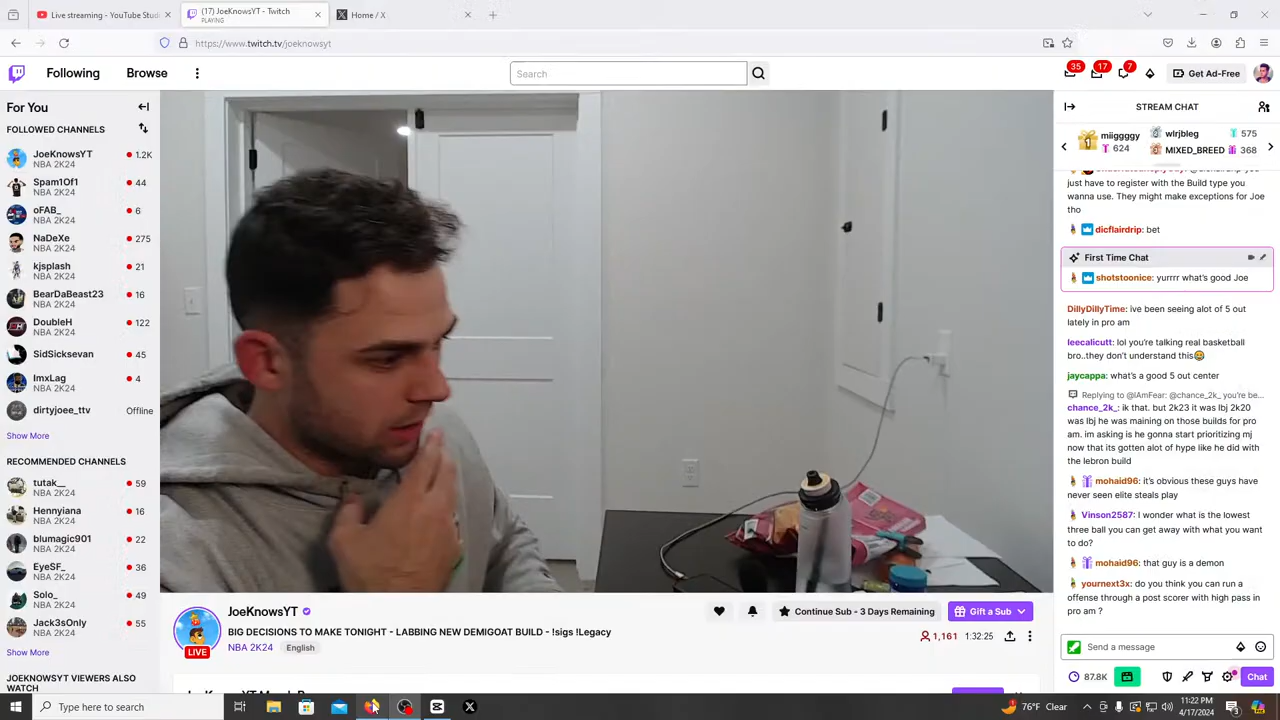 Live streaming - YouTube Stud
(17) JoeKnowsYT - Twitch
PLAYING
Home / X
https://www.twitch.tv/joeknowsyt
Following
Browse
Search
35
17
7
Get Ad-Free
For You
FOLLOWED CHANNELS
JoeKnowsYT
1.2K
NBA 2K24
Spam1Of1
44
NBA 2K24
oFAB_
6
NBA 2K24
NaDeXe
275
NBA 2K24
kjsplash
21
NBA 2K24
BearDaBeast23
16
NBA 2K24
DoubleH
122
NBA 2K24
SidSicksevan
45
ImxLag
4
NBA 2K24
dirtyjoee_ttv
Offline
Show More
RECOMMENDED CHANNELS
tutak__
59
NBA 2K24
Hennyiana
16
NBA 2K24
blumagic901
22
NBA 2K24
EyeSF_
36
NBA 2K24
Solo_
49
NBA 2K24
Jack3sOnly
55
NBA 2K24
Show More
JOEKNOWSYT VIEWERS ALSO
WATCH
LIVE
JoeKnowsYT
BIG DECISIONS TO MAKE TONIGHT - LABBING NEW DEMIGOAT BUILD - !sigs !Legacy
NBA 2K24
English
Continue Sub - 3 Days Remaining
Gift a Sub
1,161
1:32:25
STREAM CHAT
1
miiggggy
624
wlrjbleg
575
MIXED_BREED
368
just have to register with the Build type you
wanna use. They might make exceptions for Joe
tho
dicflairdrip: bet
First Time Chat
shotstoonice: yurrrr what's good Joe
DillyDillyTime: ive been seeing alot of 5 out
lately in pro am
leecalicutt: lol you're talking real basketball
bro..they don't understand this😂
jaycappa: what's a good 5 out center
Replying to @IAmFear: @chance_2k_ you're be...
chance_2k_: ik that. but 2k23 it was lbj 2k20
was lbj he was maining on those builds for pro
am. im asking is he gonna start prioritizing mj
now that its gotten alot of hype like he did with
the lebron build
mohaid96: it's obvious these guys have
never seen elite steals play
Vinson2587: I wonder what is the lowest
three ball you can get away with what you want
to do?
mohaid96: that guy is a demon
yournext3x: do you think you can run a
offense through a post scorer with high pass in
pro am ?
Send a message
87.8K
Chat
Type here to search
76°F Clear
11:22 PM
4/17/2024